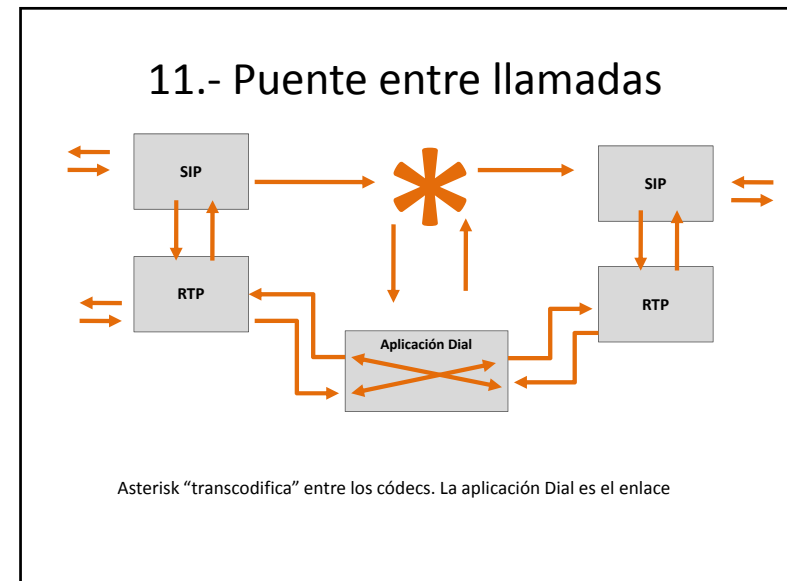 11.- Puente entre llamadas
SIP
SIP
RTP
RTP
Aplicación Dial
Asterisk “transcodifica” entre los códecs. La aplicación Dial es el enlace